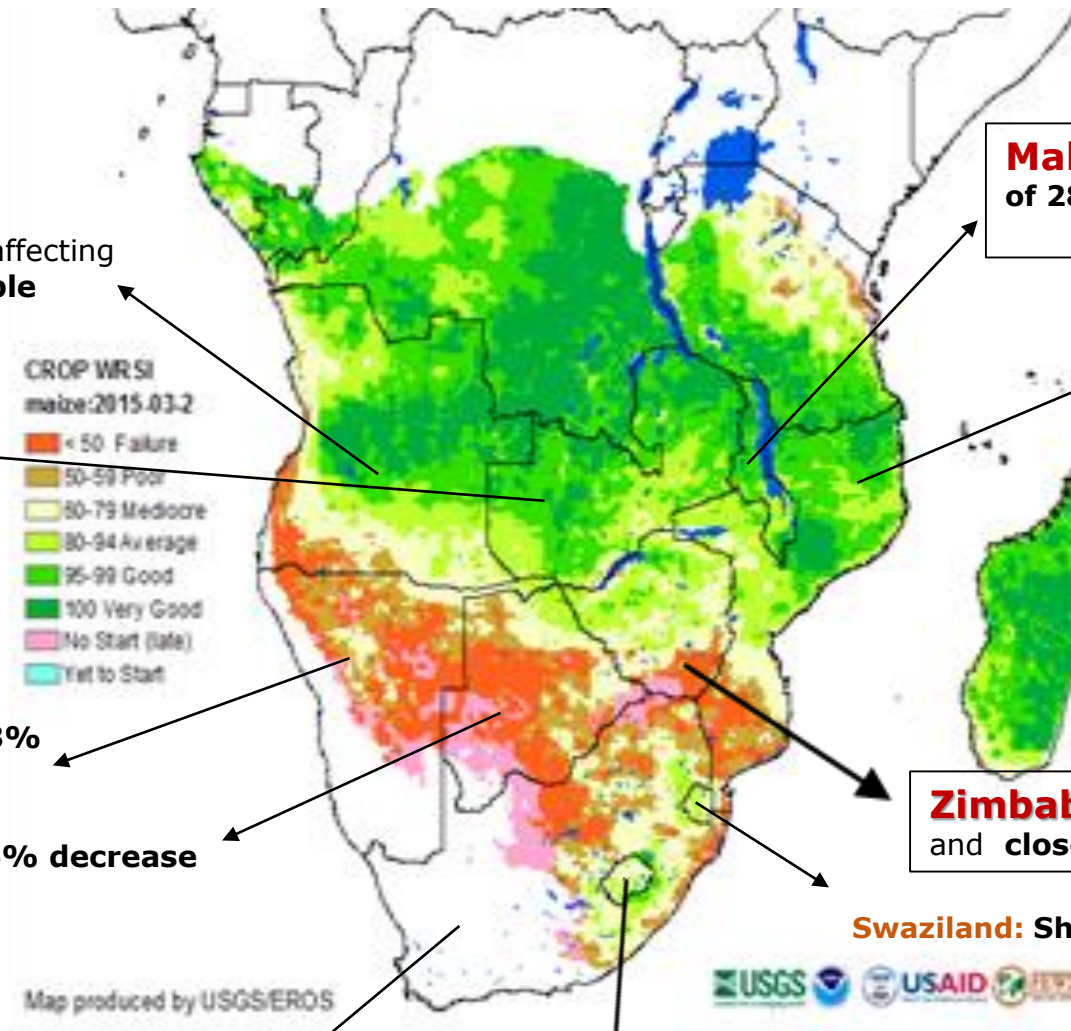 Mal
of 28
affecting
ple
CROP WRSI
maize:2015-03-2
< 50 Failure
50-59 Poor
60-79 Mediocre
80-94 Average
95-99 Good
100 Very Good
No Start (late)
Yet to Start
3%
% decrease
Zimbab
and close
Swaziland: Sh
Map produced by USGS/EROS
USGS
USAID